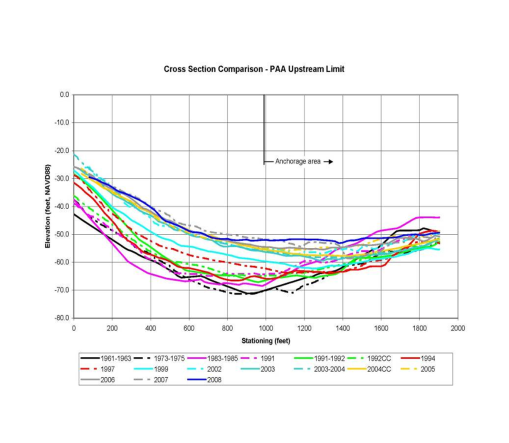 Cross Section Comparison - PAA Upstream Limit
0.0
-10.0
-20.0
-30.0
-40.0
-50.0
-60.0
-70.0
-80.0
Elevation (feet, NAVD88)
Anchorage area
0 200 400 600 800 1000 1200 1400 1600 1800 2000
Stationing (feet)
1961-1963 1973-1975 1983-1985 1991 1991-1992 1992CC 1994
1997 1999 2002 2003 2003-2004 2004CC 2005
2006 2007 2008